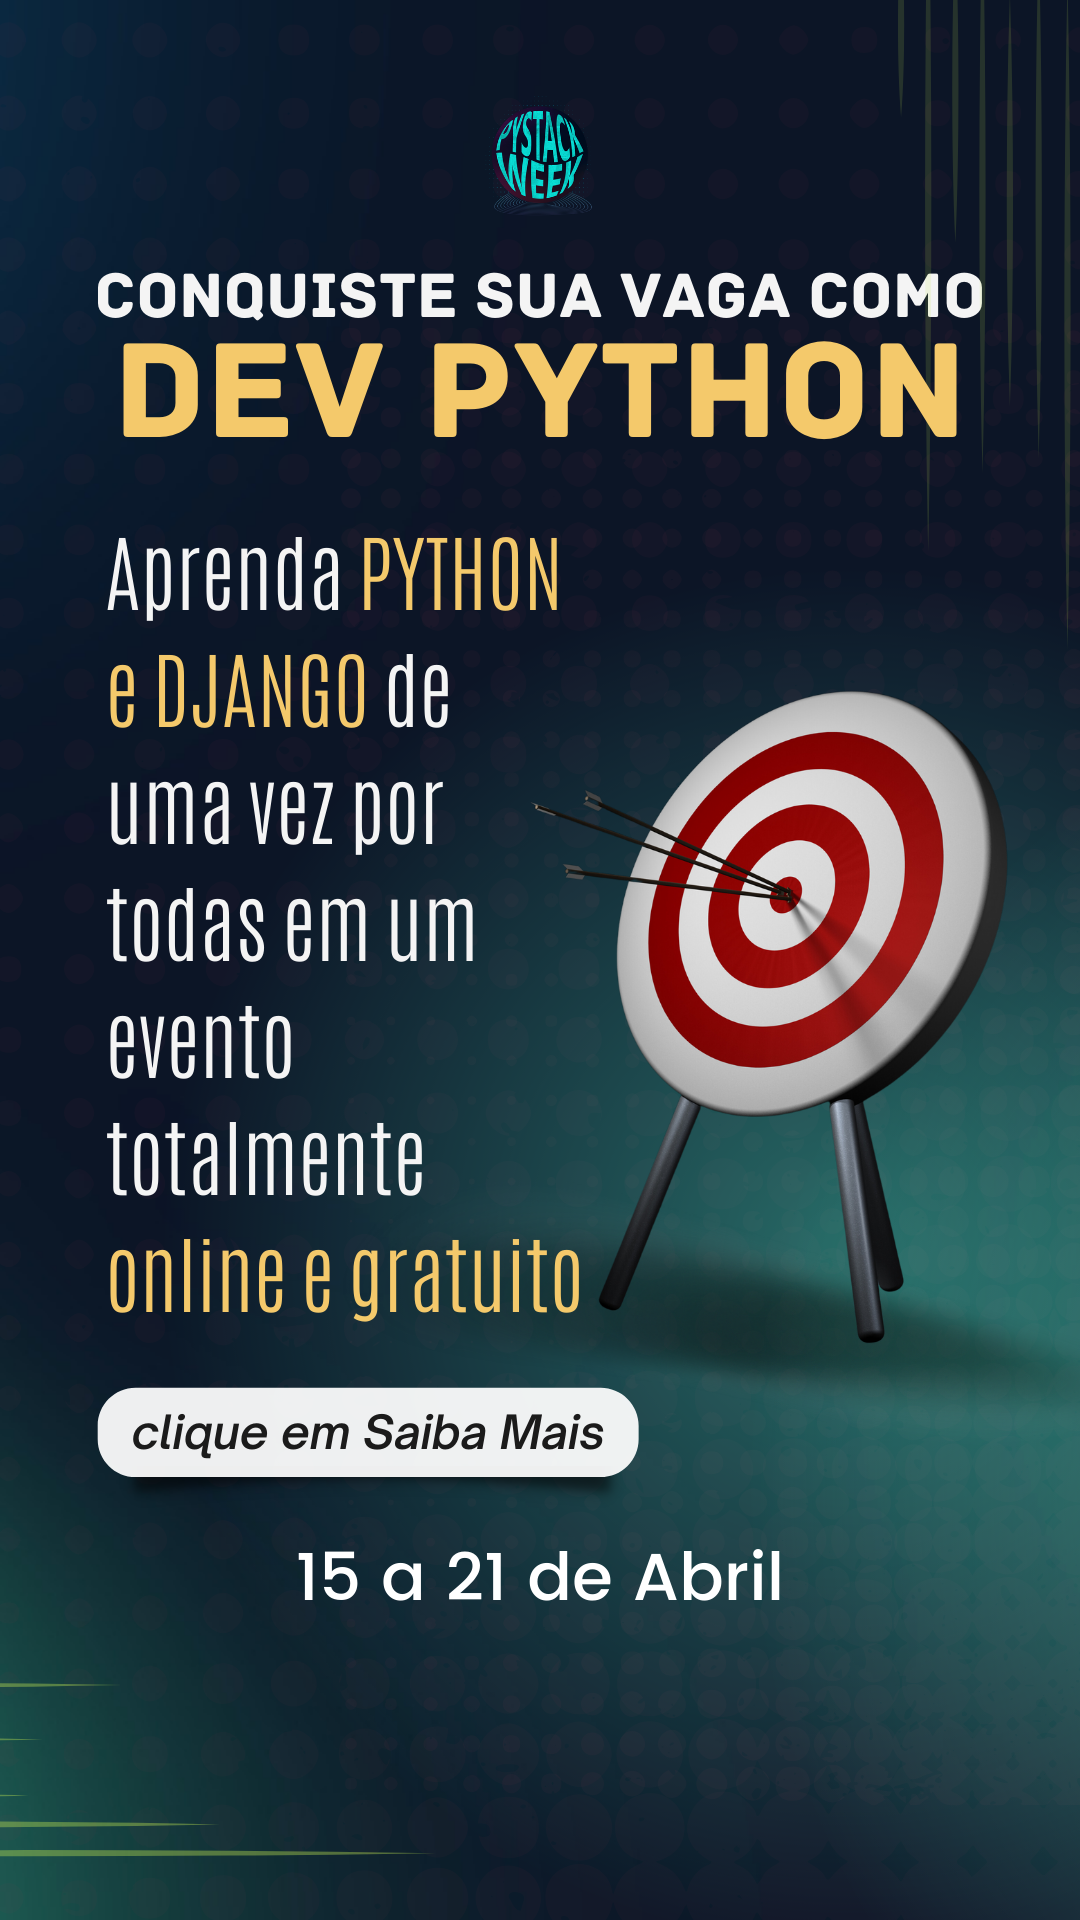 PYSTACK
WEEK
CONQUISTE SUA VAGA COMO
DEV PYTHON
Aprenda PYTHON
e DJANGO de
uma vez por
todas em um
evento
totalmente
online e gratuito
clique em Saiba Mais
15 a 21 de Abril